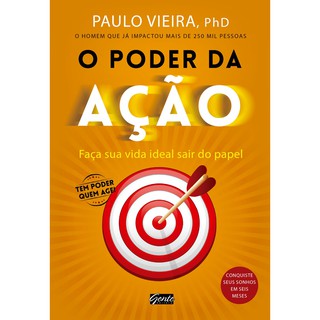 PAULO VIEIRA, PhD
O HOMEM QUE JÁ IMPACTOU MAIS DE 250 MIL PESSOAS
O PODER DA
AÇÃO
Faça sua vida ideal sair do papel
TEM PODER
QUEM AGE!
CONQUISTE
SEUS SONHOS
EM SEIS
MESES
Gente